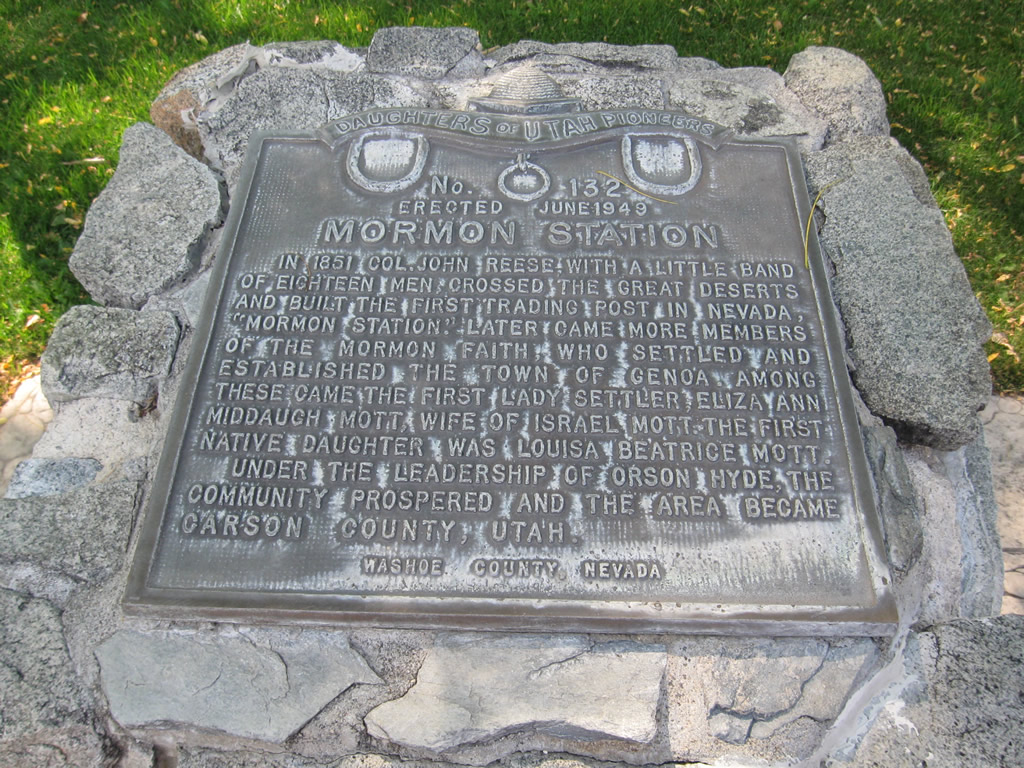 DAUGHTERS OF UTAH PIONEERS
No. 132
ERECTED JUNE 1949
MORMON STATION
IN 1851 COL. JOHN REESE WITH A LITTLE BAND
OF EIGHTEEN MEN, CROSSED THE GREAT DESERTS
AND BUILT THE FIRST TRADING POST IN NEVADA,
"MORMON STATION." LATER CAME MORE MEMBERS
OF THE MORMON FAITH, WHO SETTLED AND
ESTABLISHED THE TOWN OF GENOA. AMONG
THESE CAME THE FIRST LADY SETTLER ELIZA ANN
MIDDAUGH MOTT, WIFE OF ISRAEL MOTT. THE FIRST
NATIVE DAUGHTER WAS LOUISA BEATRICE MOTT.
UNDER THE LEADERSHIP OF ORSON HYDE, THE
COMMUNITY PROSPERED AND THE AREA BECAME
CARSON COUNTY, UTAH.
WASHOE COUNTY, NEVADA